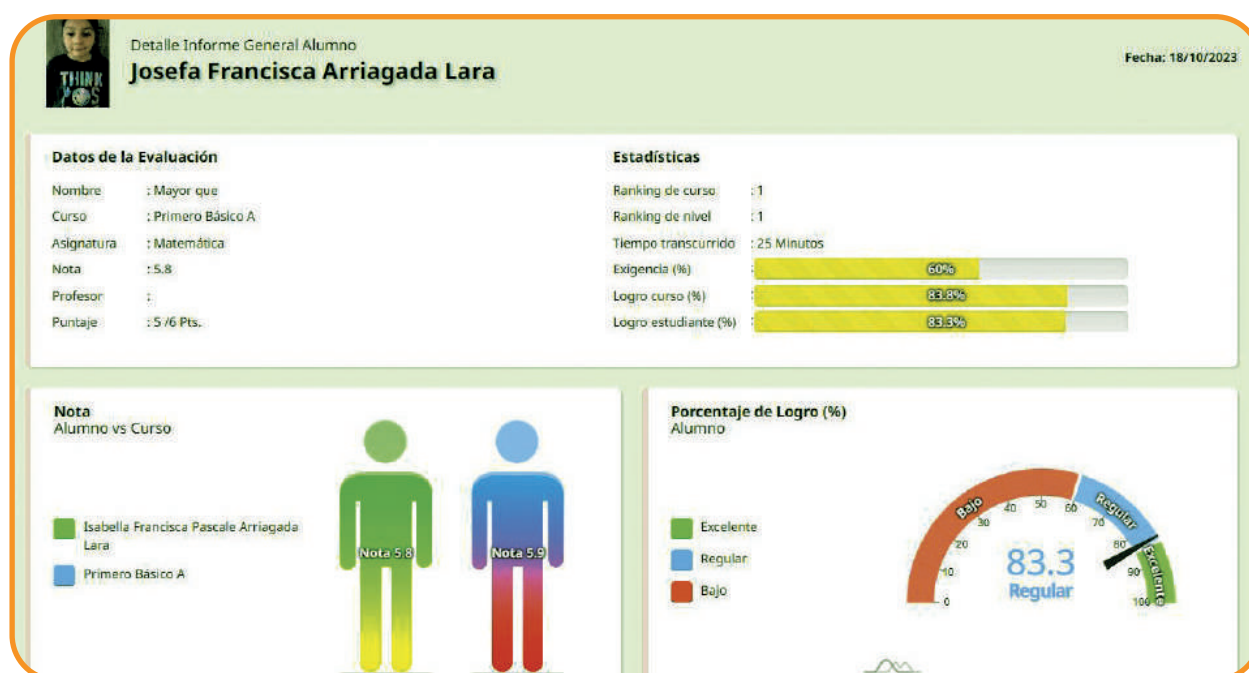 THINK
Detalle Informe General Alumno
Josefa Francisca Arriagada Lara
Fecha: 18/10/2023
Datos de la Evaluación
Nombre : Mayor que
Curso : Primero Básico A
Asignatura : Matemática
Nota : 5.8
Profesor :
Puntaje : 5 /6 Pts.
Estadísticas
Ranking de curso : 1
Ranking de nivel : 1
Tiempo transcurrido : 25 Minutos
Exigencia (%) : 60%
Logro curso (%) : 83.8%
Logro estudiante (%) : 83.3%
Nota
Alumno vs Curso
Isabella Francisca Pascale Arriagada
Lara
Primero Básico A
Nota 5.8
Nota 5.9
Porcentaje de Logro (%)
Alumno
Excelente
Regular
Bajo
Bajo
Regular
Excelente
0
10
20
30
40
50
60
70
80
90
100
83.3
Regular